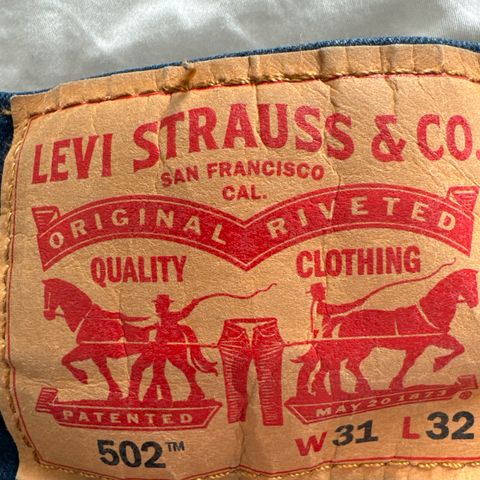 LEVI STRAUSS & CO.
SAN FRANCISCO
CAL.
ORIGINAL RIVETED
QUALITY CLOTHING
PATENTED MAY 20 1873
502™ W31 L32